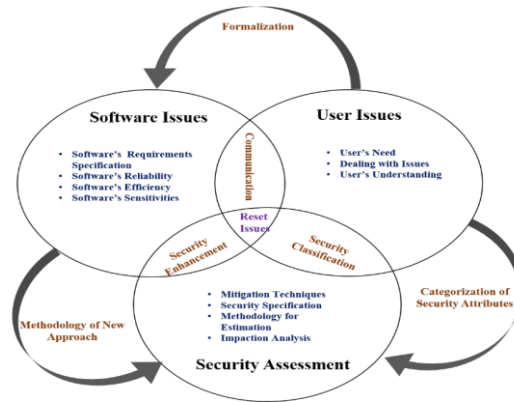 Formalization
Software Issues
• Software's Requirements
Specification
• Software's Reliability
• Software's Efficiency
• Software's Sensitivities
User Issues
• User's Need
• Dealing with Issues
• User's Understanding
Communication
Reset
Issues
Security
Enhancement
Security
Classification
Methodology of New
Approach
Categorization of
Security Attributes
• Mitigation Techniques
• Security Specification
• Methodology for
Estimation
• Impaction Analysis
Security Assessment